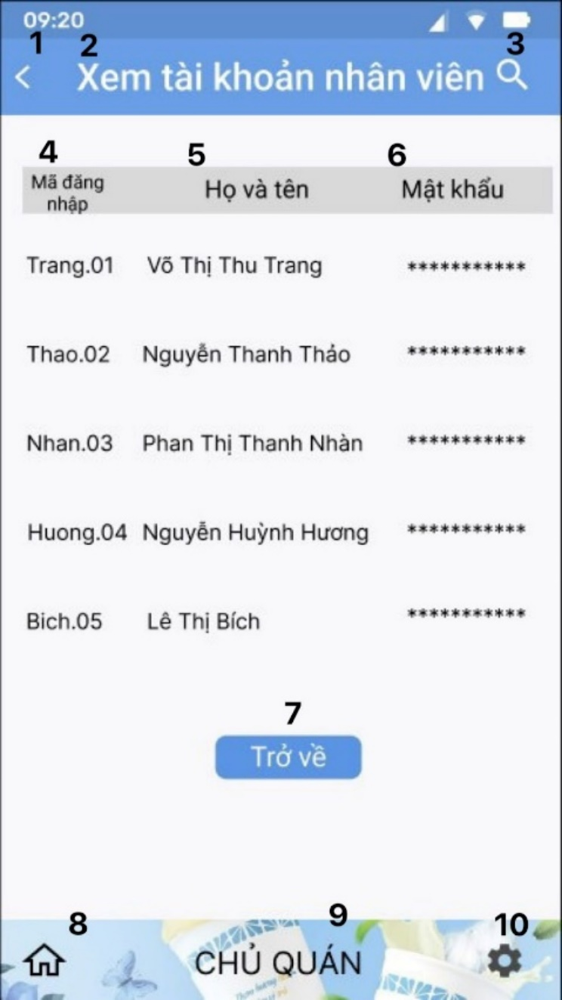 09:20
1 2 3
< Xem tài khoản nhân viên
4 5 6
Mã đăng nhập Họ và tên Mật khẩu
Trang.01 Võ Thị Thu Trang ***********
Thao.02 Nguyễn Thanh Thảo ***********
Nhan.03 Phan Thị Thanh Nhàn ***********
Huong.04 Nguyễn Huỳnh Hương ***********
Bich.05 Lê Thị Bích ***********
7
Trở về
8 9 10
CHỦ QUÁN